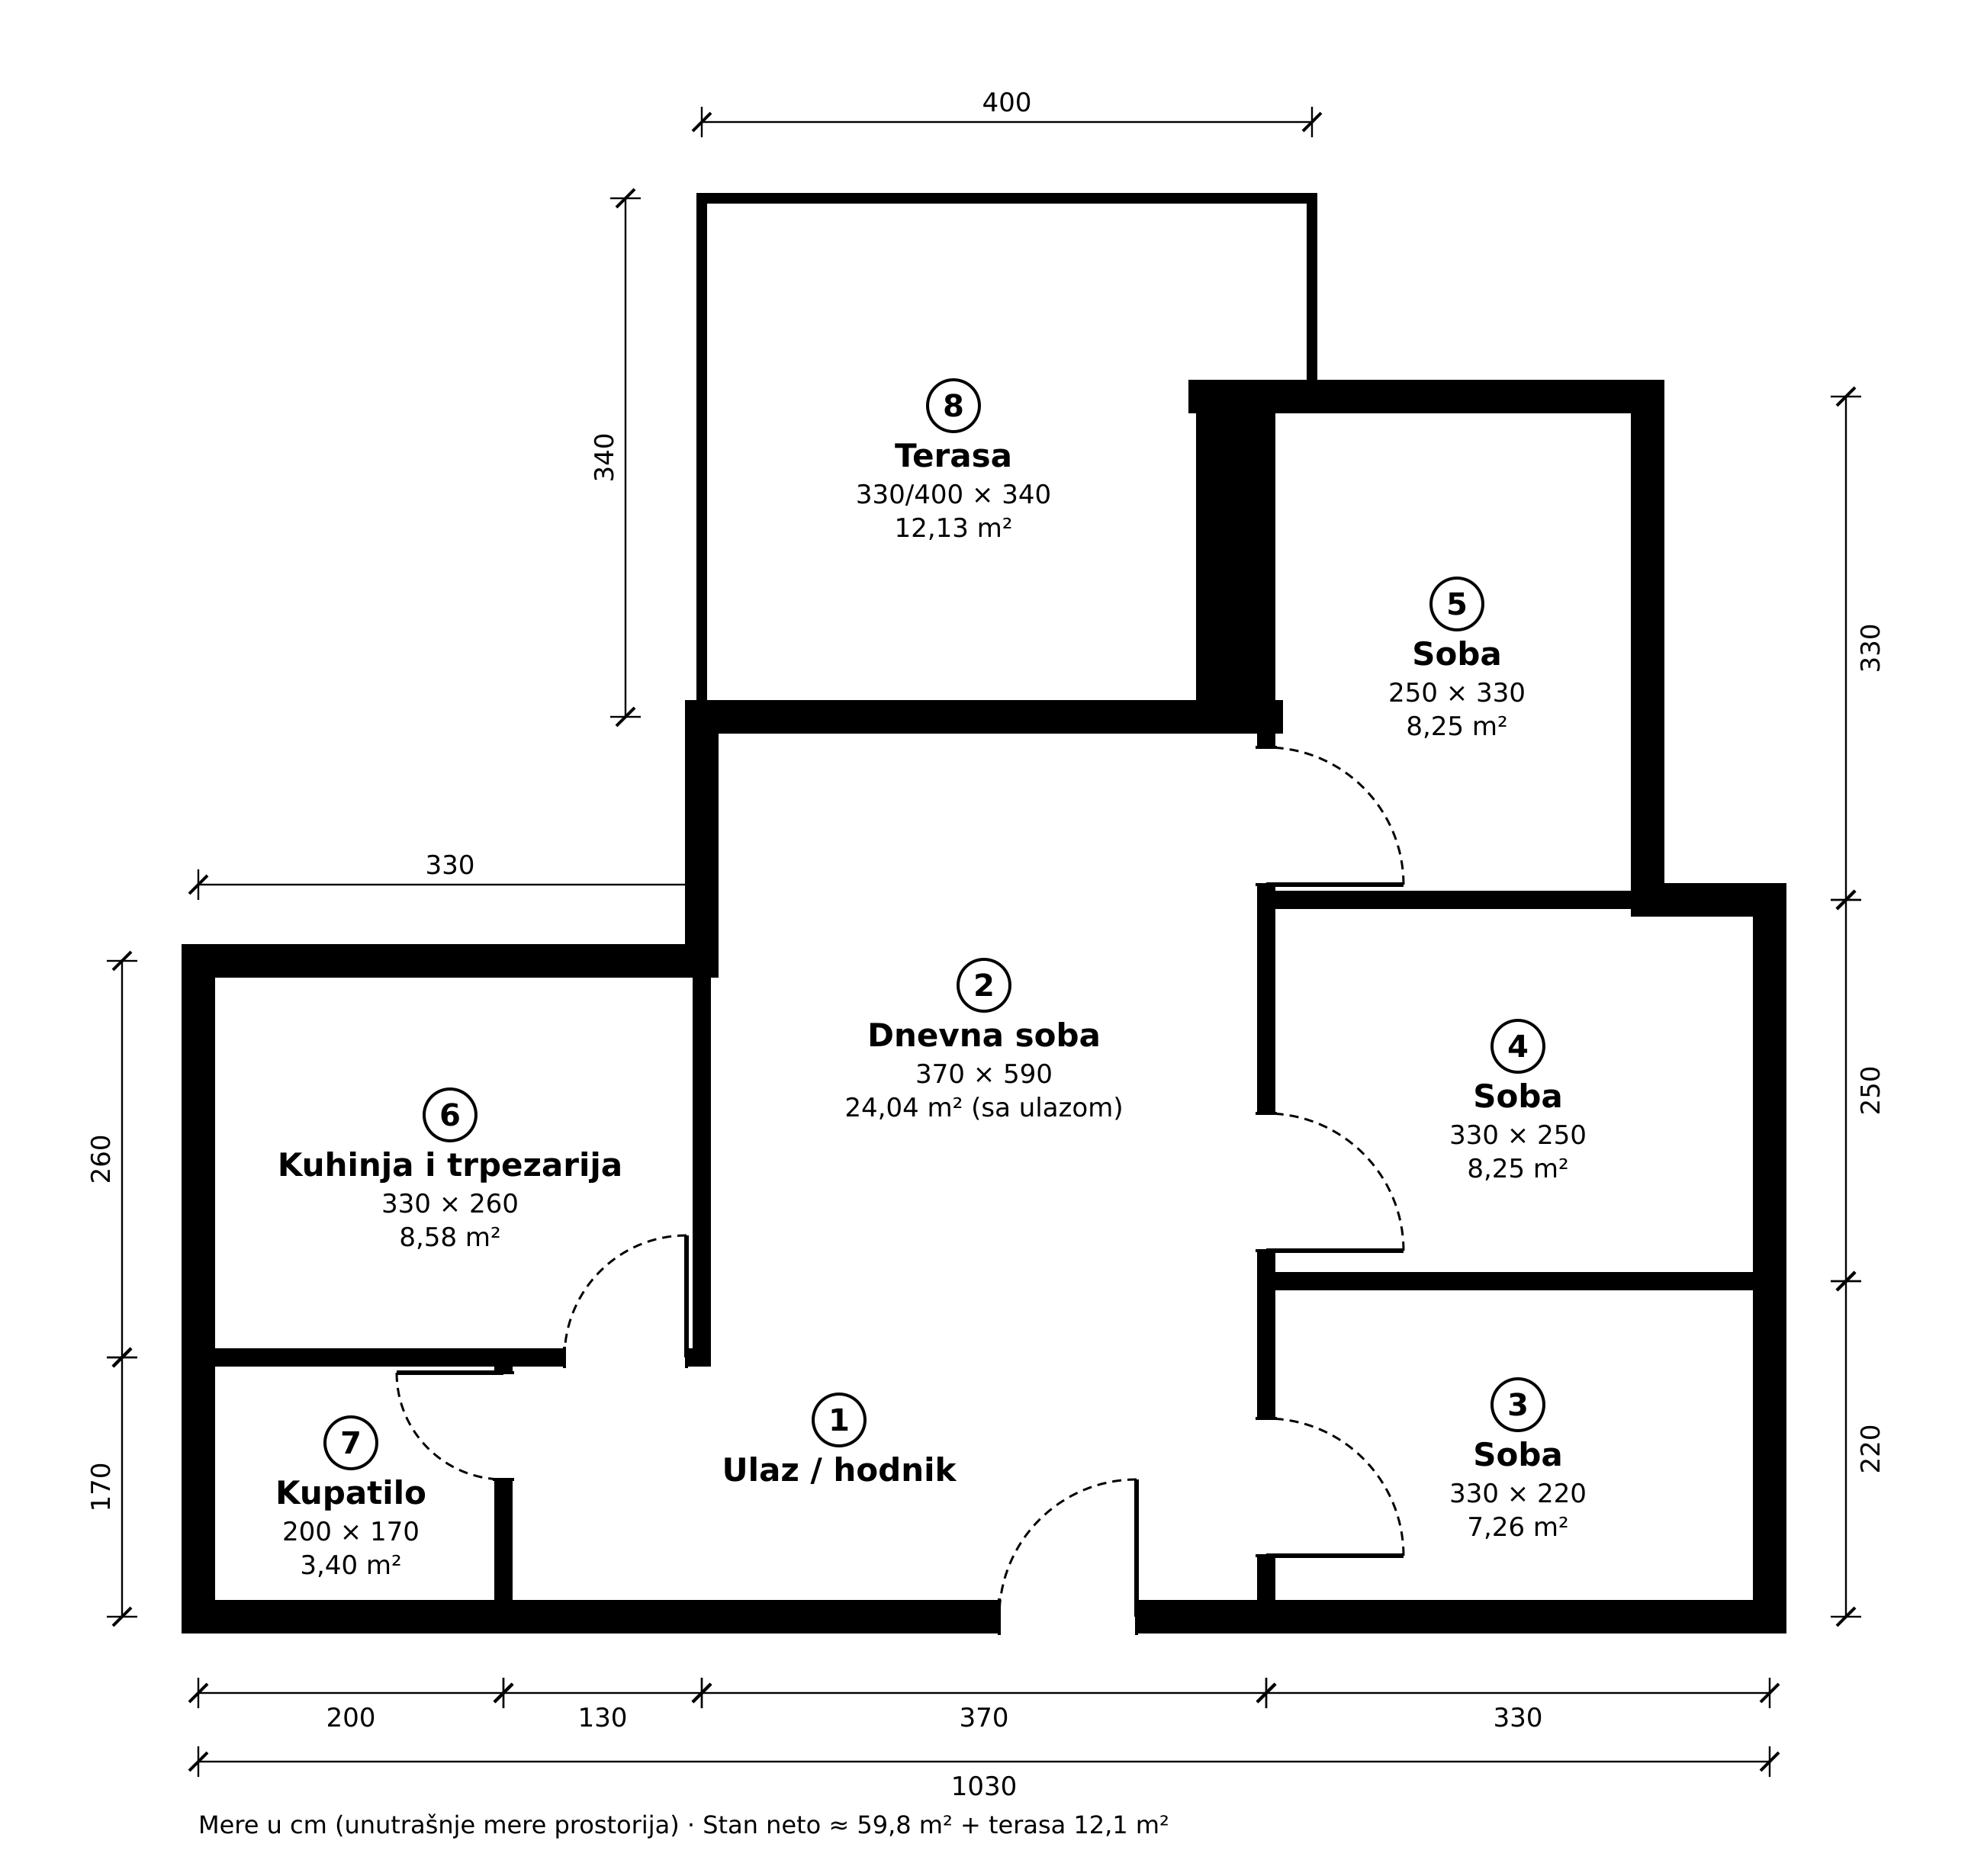 400
340
8
Terasa
330/400 × 340
12,13 m²
5
Soba
250 × 330
8,25 m²
330
330
2
Dnevna soba
370 × 590
24,04 m² (sa ulazom)
4
Soba
330 × 250
8,25 m²
250
260
6
Kuhinja i trpezarija
330 × 260
8,58 m²
1
Ulaz / hodnik
3
Soba
330 × 220
7,26 m²
220
170
7
Kupatilo
200 × 170
3,40 m²
200
130
370
330
1030
Mere u cm (unutrašnje mere prostorija) · Stan neto ≈ 59,8 m² + terasa 12,1 m²